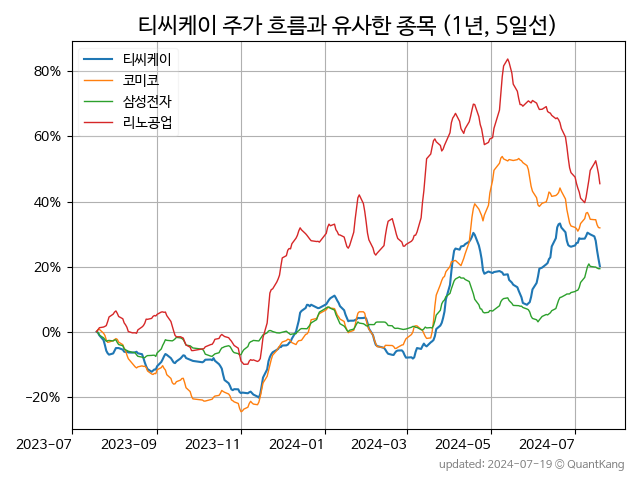 티씨케이 주가 흐름과 유사한 종목 (1년, 5일선)
티씨케이
코미코
삼성전자
리노공업
80%
60%
40%
20%
0%
−20%
2023-07 2023-09 2023-11 2024-01 2024-03 2024-05 2024-07
updated: 2024-07-19 © QuantKang